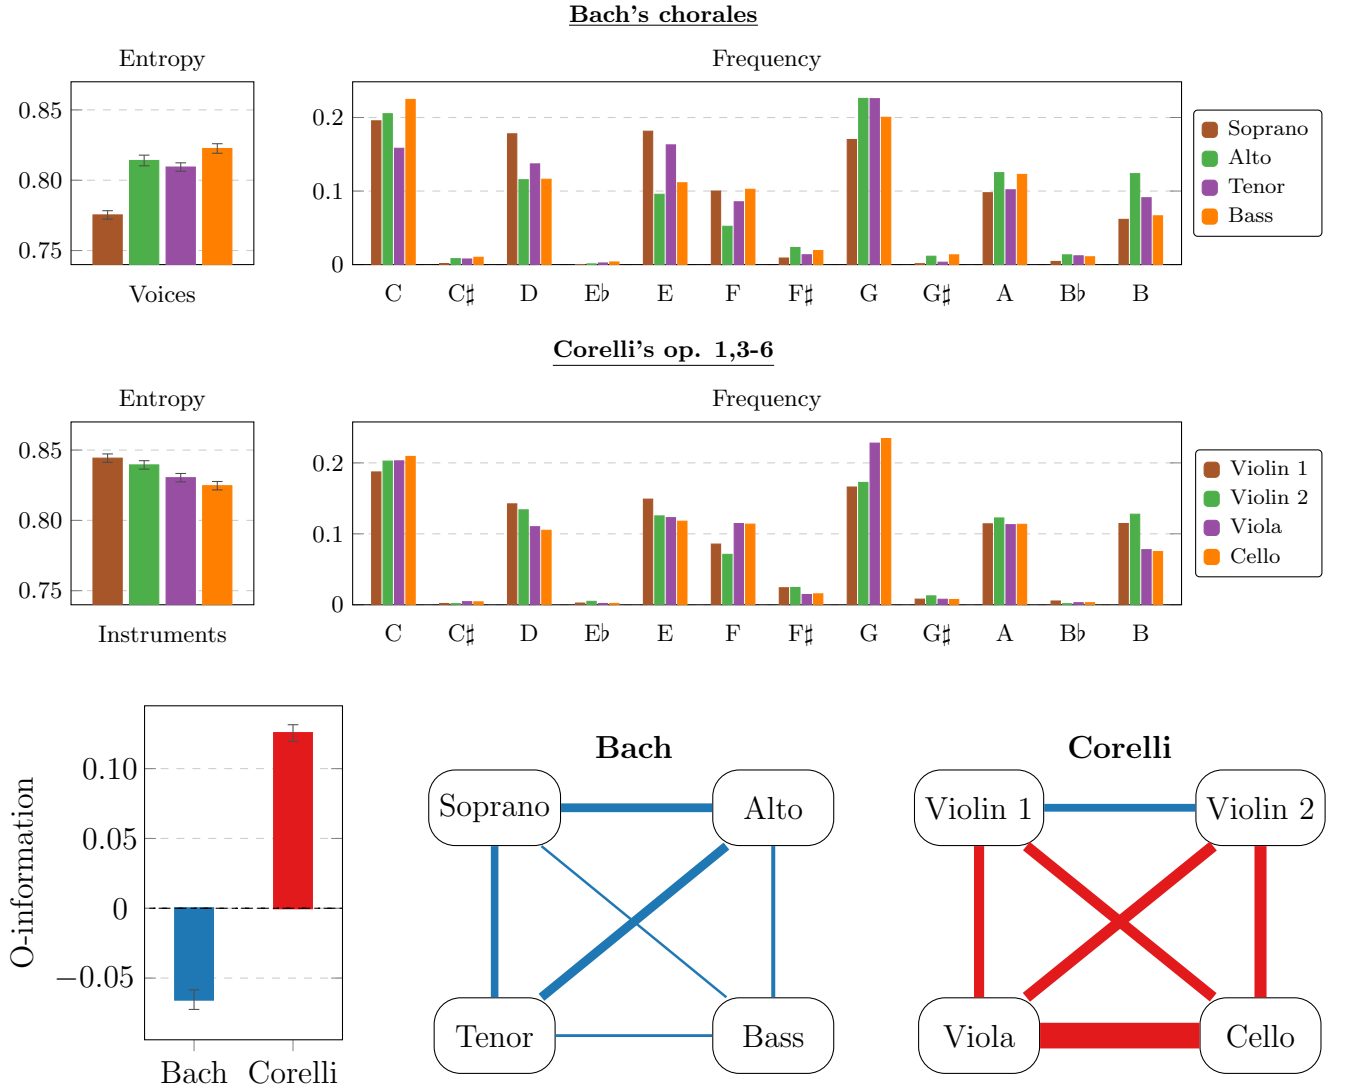 Bach's chorales
Entropy
Frequency
0.85
0.80
0.75
Voices
0.2
0.1
0
C C♯ D E♭ E F F♯ G G♯ A B♭ B
Soprano
Alto
Tenor
Bass
Corelli's op. 1,3-6
Entropy
Frequency
0.85
0.80
0.75
Instruments
0.2
0.1
0
C C♯ D E♭ E F F♯ G G♯ A B♭ B
Violin 1
Violin 2
Viola
Cello
O-information
0.10
0.05
0
−0.05
Bach Corelli
Bach
Soprano Alto
Tenor Bass
Corelli
Violin 1 Violin 2
Viola Cello